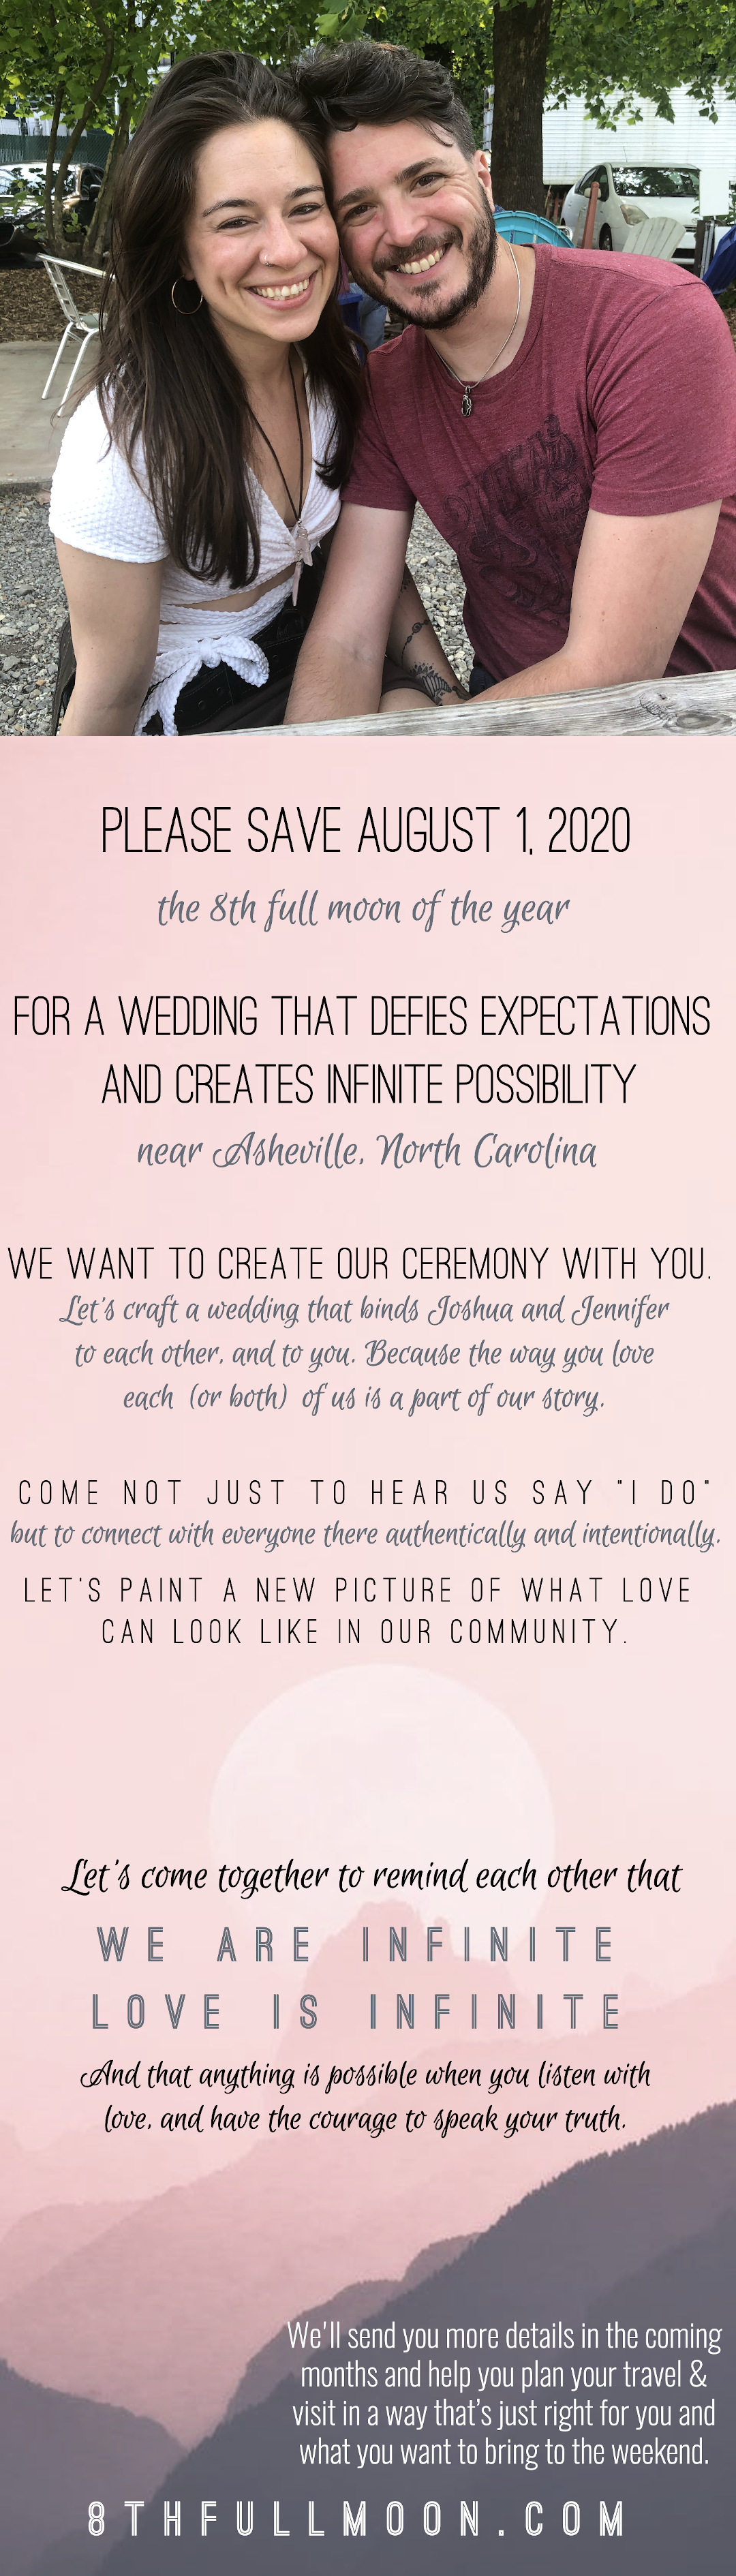 PLEASE SAVE AUGUST 1, 2020
the 8th full moon of the year
FOR A WEDDING THAT DEFIES EXPECTATIONS
AND CREATES INFINITE POSSIBILITY
near Asheville, North Carolina
WE WANT TO CREATE OUR CEREMONY WITH YOU.
Let's craft a wedding that binds Joshua and Jennifer
to each other, and to you. Because the way you love
each (or both) of us is a part of our story.
COME NOT JUST TO HEAR US SAY "I DO"
but to connect with everyone there authentically and intentionally.
LET'S PAINT A NEW PICTURE OF WHAT LOVE
CAN LOOK LIKE IN OUR COMMUNITY.
Let's come together to remind each other that
WE ARE INFINITE
LOVE IS INFINITE
And that anything is possible when you listen with
love, and have the courage to speak your truth.
We'll send you more details in the coming
months and help you plan your travel &
visit in a way that's just right for you and
what you want to bring to the weekend.
8THFULLMOON.COM